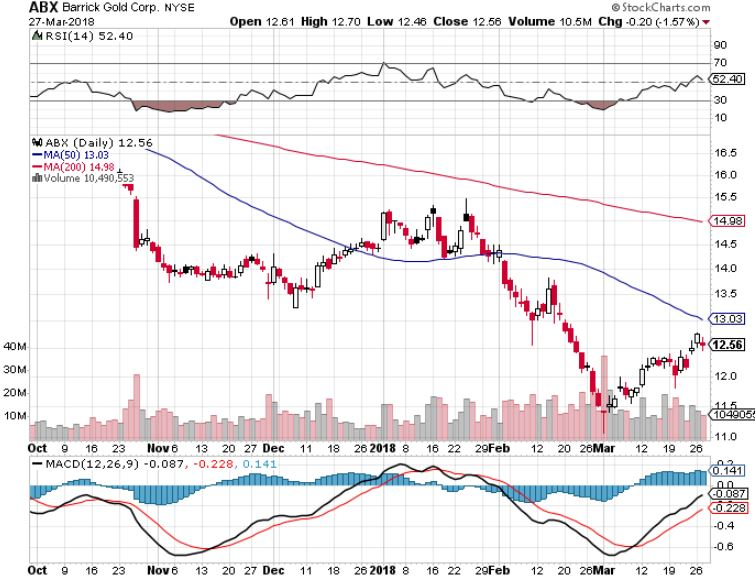 ABX Barrick Gold Corp. NYSE © StockCharts.com
27-Mar-2018 Open 12.61 High 12.70 Low 12.46 Close 12.56 Volume 10.5M Chg -0.20 (-1.57%)
RSI(14) 52.40
90
70
52.40
30
10
ABX (Daily) 12.56
MA(50) 13.03
MA(200) 14.98
Volume 10,490,553
16.5
16.0
15.5
14.98
14.5
14.0
13.5
13.03
12.56
12.0
11.5
1049055
11.0
40M
30M
20M
10M
Oct 9 16 23 Nov 6 13 20 27 Dec 11 18 26 2018 8 16 22 29 Feb 12 20 26 Mar 12 19 26
MACD(12,26,9) -0.087, -0.228, 0.141
0.2
0.141
0.0
-0.087
-0.228
-0.4
-0.6
Oct 9 16 23 Nov 6 13 20 27 Dec 11 18 26 2018 8 16 22 29 Feb 12 20 26 Mar 12 19 26